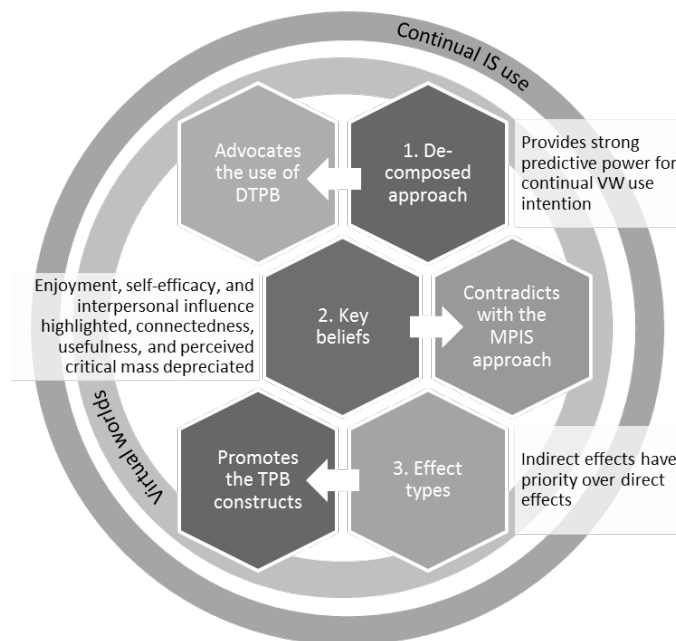 Continual IS use
Advocates
the use of
DTPB
1. De-
composed
approach
Provides strong
predictive power for
continual VW use
intention
Enjoyment, self-efficacy, and
interpersonal influence
highlighted, connectedness,
usefulness, and perceived
critical mass depreciated
2. Key
beliefs
Contradicts
with the
MPIS
approach
Virtual worlds
Promotes
the TPB
constructs
3. Effect
types
Indirect effects have
priority over direct
effects